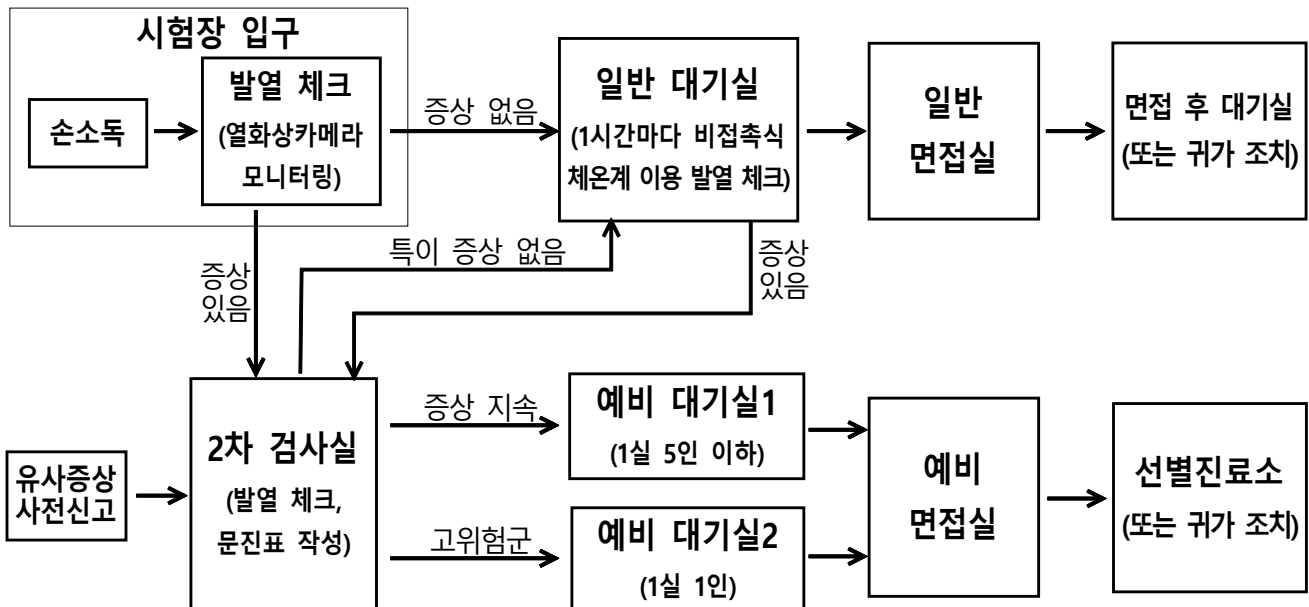 시험장 입구
손소독
발열 체크
(열화상카메라
모니터링)
증상 없음
일반 대기실
(1시간마다 비접촉식
체온계 이용 발열 체크)
일반
면접실
면접 후 대기실
(또는 귀가 조치)
증상
있음
특이 증상 없음
증상
있음
유사증상
사전신고
2차 검사실
(발열 체크,
문진표 작성)
증상 지속
예비 대기실1
(1실 5인 이하)
고위험군
예비 대기실2
(1실 1인)
예비
면접실
선별진료소
(또는 귀가 조치)